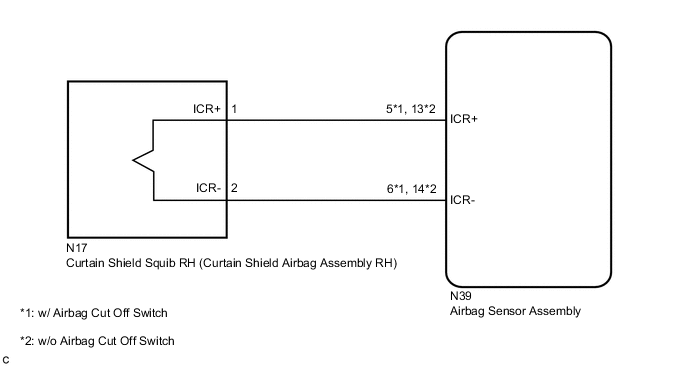 ICR+ 1 5*1, 13*2 ICR+
ICR- 2 6*1, 14*2 ICR-
N17
Curtain Shield Squib RH (Curtain Shield Airbag Assembly RH)
N39
Airbag Sensor Assembly
*1: w/ Airbag Cut Off Switch
*2: w/o Airbag Cut Off Switch
C